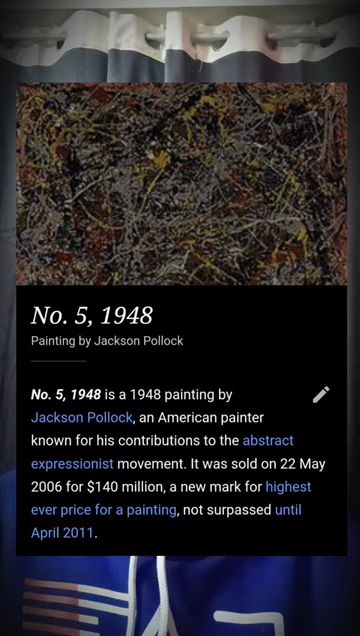 No. 5, 1948
Painting by Jackson Pollock
No. 5, 1948 is a 1948 painting by
Jackson Pollock, an American painter
known for his contributions to the abstract
expressionist movement. It was sold on 22 May
2006 for $140 million, a new mark for highest
ever price for a painting, not surpassed until
April 2011.